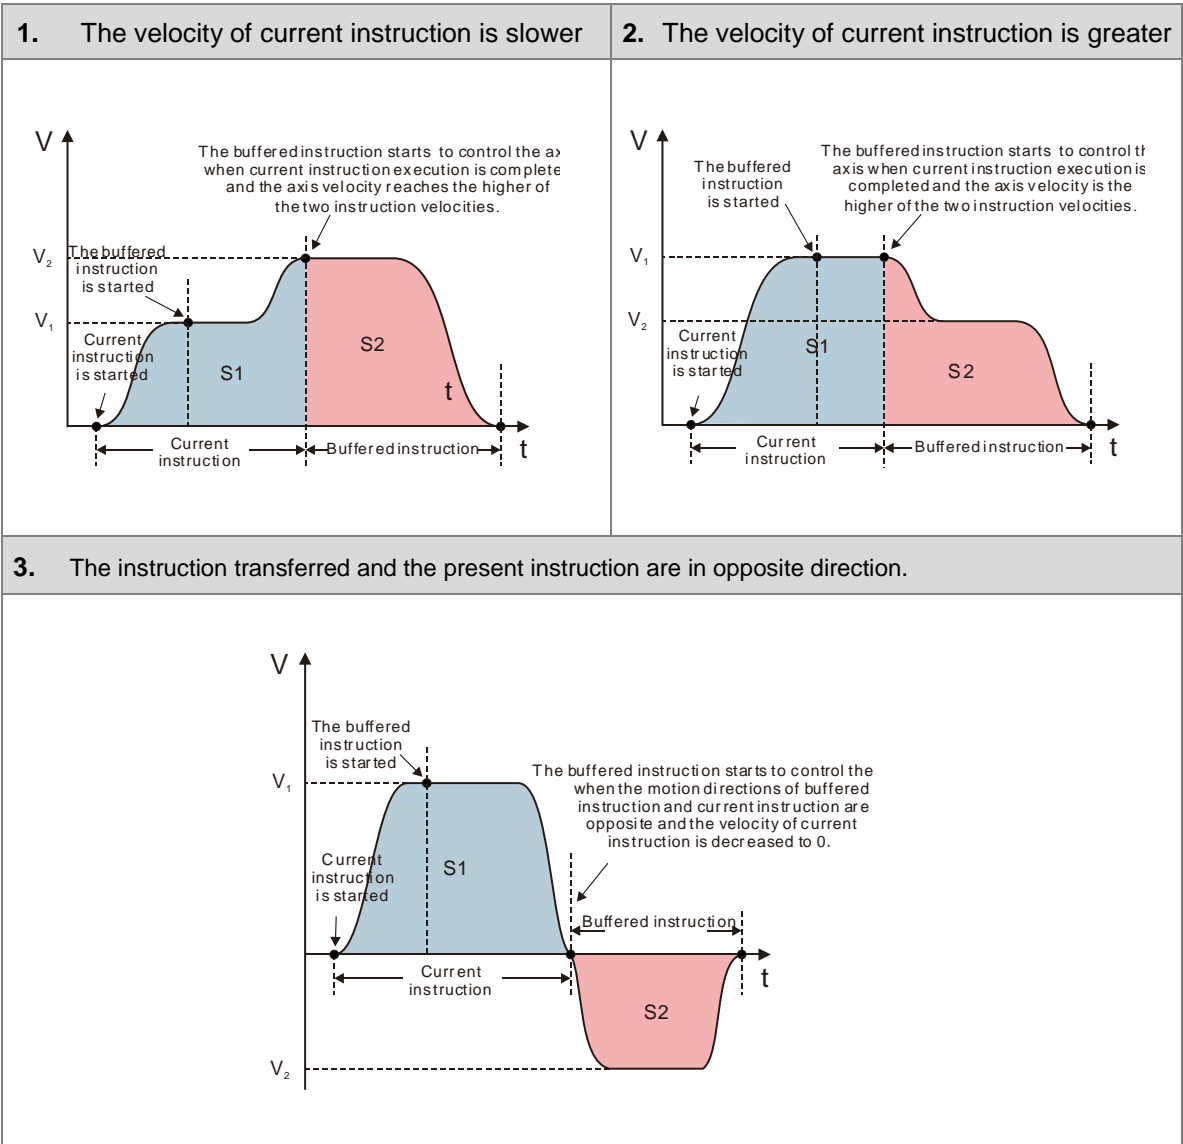 1. The velocity of current instruction is slower
2. The velocity of current instruction is greater
V
The buffered instruction starts to control the ax
when current instruction execution is complete
and the axis velocity reaches the higher of
the two instruction velocities.
V2
The buffered
instruction
is started
V1
Current
instruction
is started
S1
S2
t
Current
instruction
Buffered instruction
t
V
The buffered
instruction
is started
The buffered instruction starts to control th
axis when current instruction execution is
completed and the axis velocity is the
higher of the two instruction velocities.
V1
V2
Current
instruction
is started
S1
S2
Current
instruction
Buffered instruction
t
3. The instruction transferred and the present instruction are in opposite direction.
V
The buffered
instruction
is started
V1
The buffered instruction starts to control the
when the motion directions of buffered
instruction and current instruction are
opposite and the velocity of current
instruction is decreased to 0.
Current
instruction
is started
S1
Buffered instruction
t
Current
instruction
S2
V2